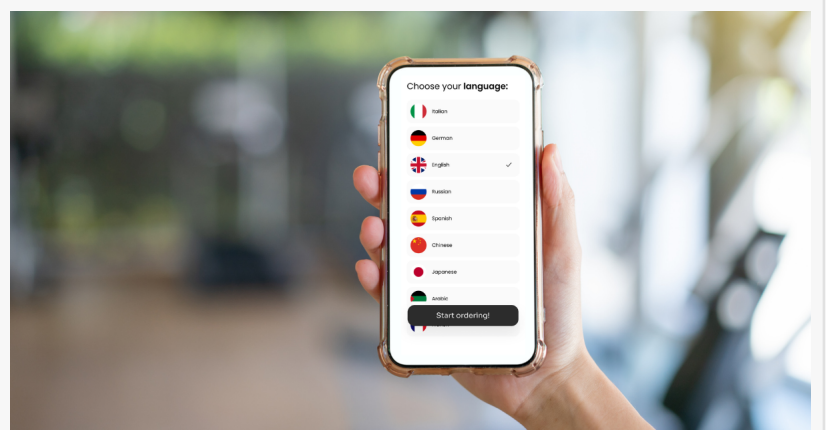 Choose your language:
Italian
German
English
Russian
Spanish
Chinese
Japanese
Arabic
Start ordering!